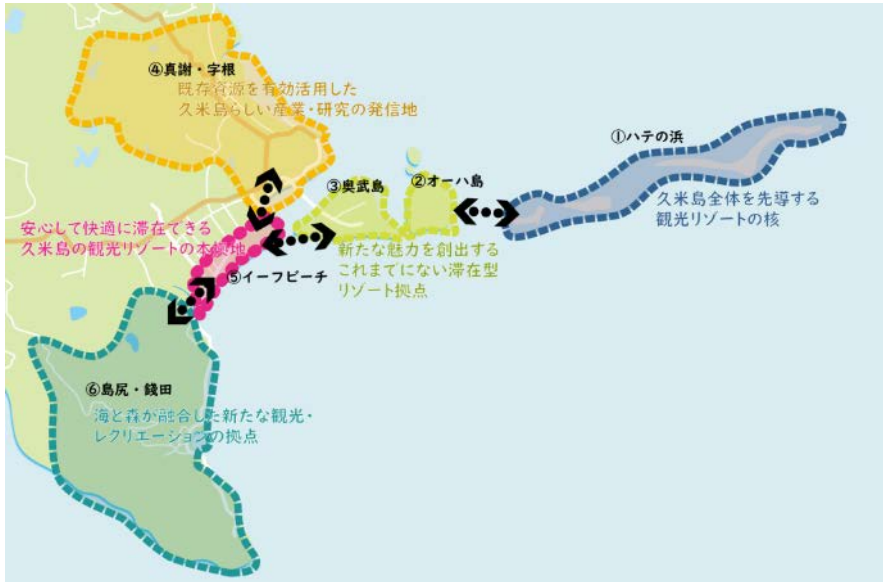 ④真謝・宇根
既存資源を有効活用した
久米島らしい産業・研究の発信地
①ハテの浜
久米島全体を先導する
観光リゾートの核
③奥武島
②オーハ島
新たな魅力を創出する
これまでにない滞在型
リゾート拠点
安心して快適に滞在できる
久米島の観光リゾートの本拠地
⑤イーフビーチ
⑥島尻・銭田
海と森が融合した新たな観光・
レクリエーションの拠点